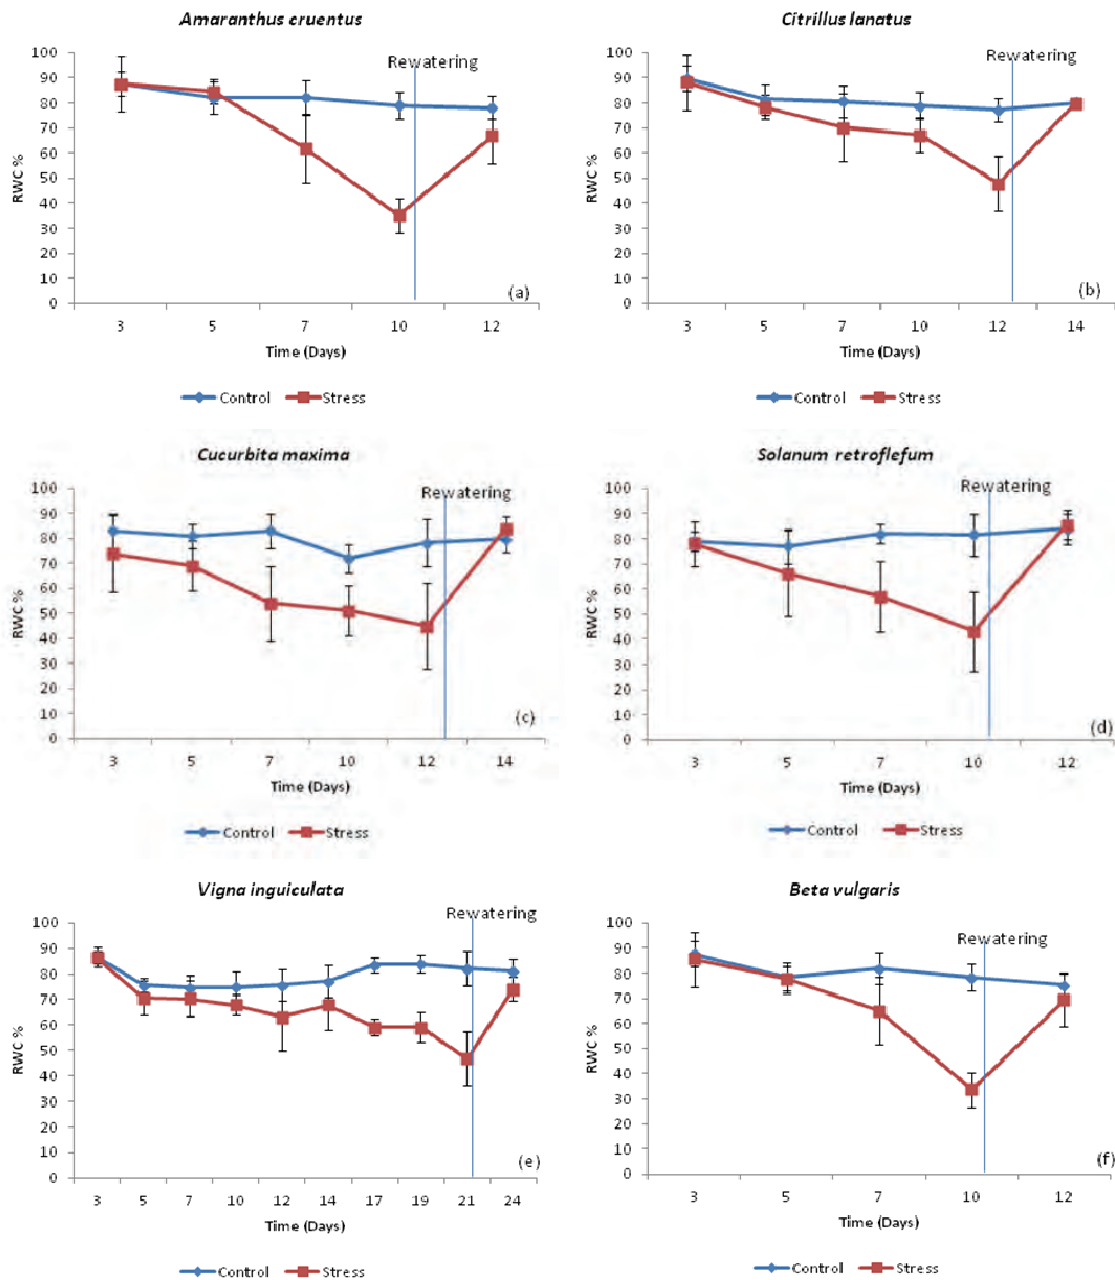 Amaranthus cruentus
Rewatering
100
90
80
70
60
50
40
30
20
10
0
RWC %
3 5 7 10 12
Time (Days)
(a)
Control Stress
Citrillus lanatus
Rewatering
100
90
80
70
60
50
40
30
20
10
0
RWC %
3 5 7 10 12 14
Time (Days)
(b)
Control Stress
Cucurbita maxima
Rewatering
100
90
80
70
60
50
40
30
20
10
0
RWC %
3 5 7 10 12 14
Time (Days)
(c)
Control Stress
Solanum retroflefum
Rewatering
100
90
80
70
60
50
40
30
20
10
0
RWC %
3 5 7 10 12
Time (Days)
(d)
Control Stress
Vigna inguiculata
Rewatering
100
90
80
70
60
50
40
30
20
10
0
RWC %
3 5 7 10 12 14 17 19 21 24
Time (Days)
(e)
Control Stress
Beta vulgaris
Rewatering
100
90
80
70
60
50
40
30
20
10
0
RWC %
3 5 7 10 12
Time (Days)
(f)
Control Stress